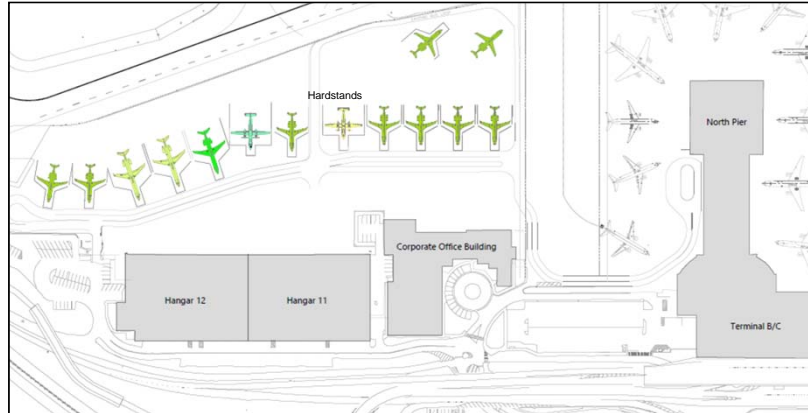 Hardstands
North Pier
Corporate Office Building
Hangar 12
Hangar 11
Terminal B/C